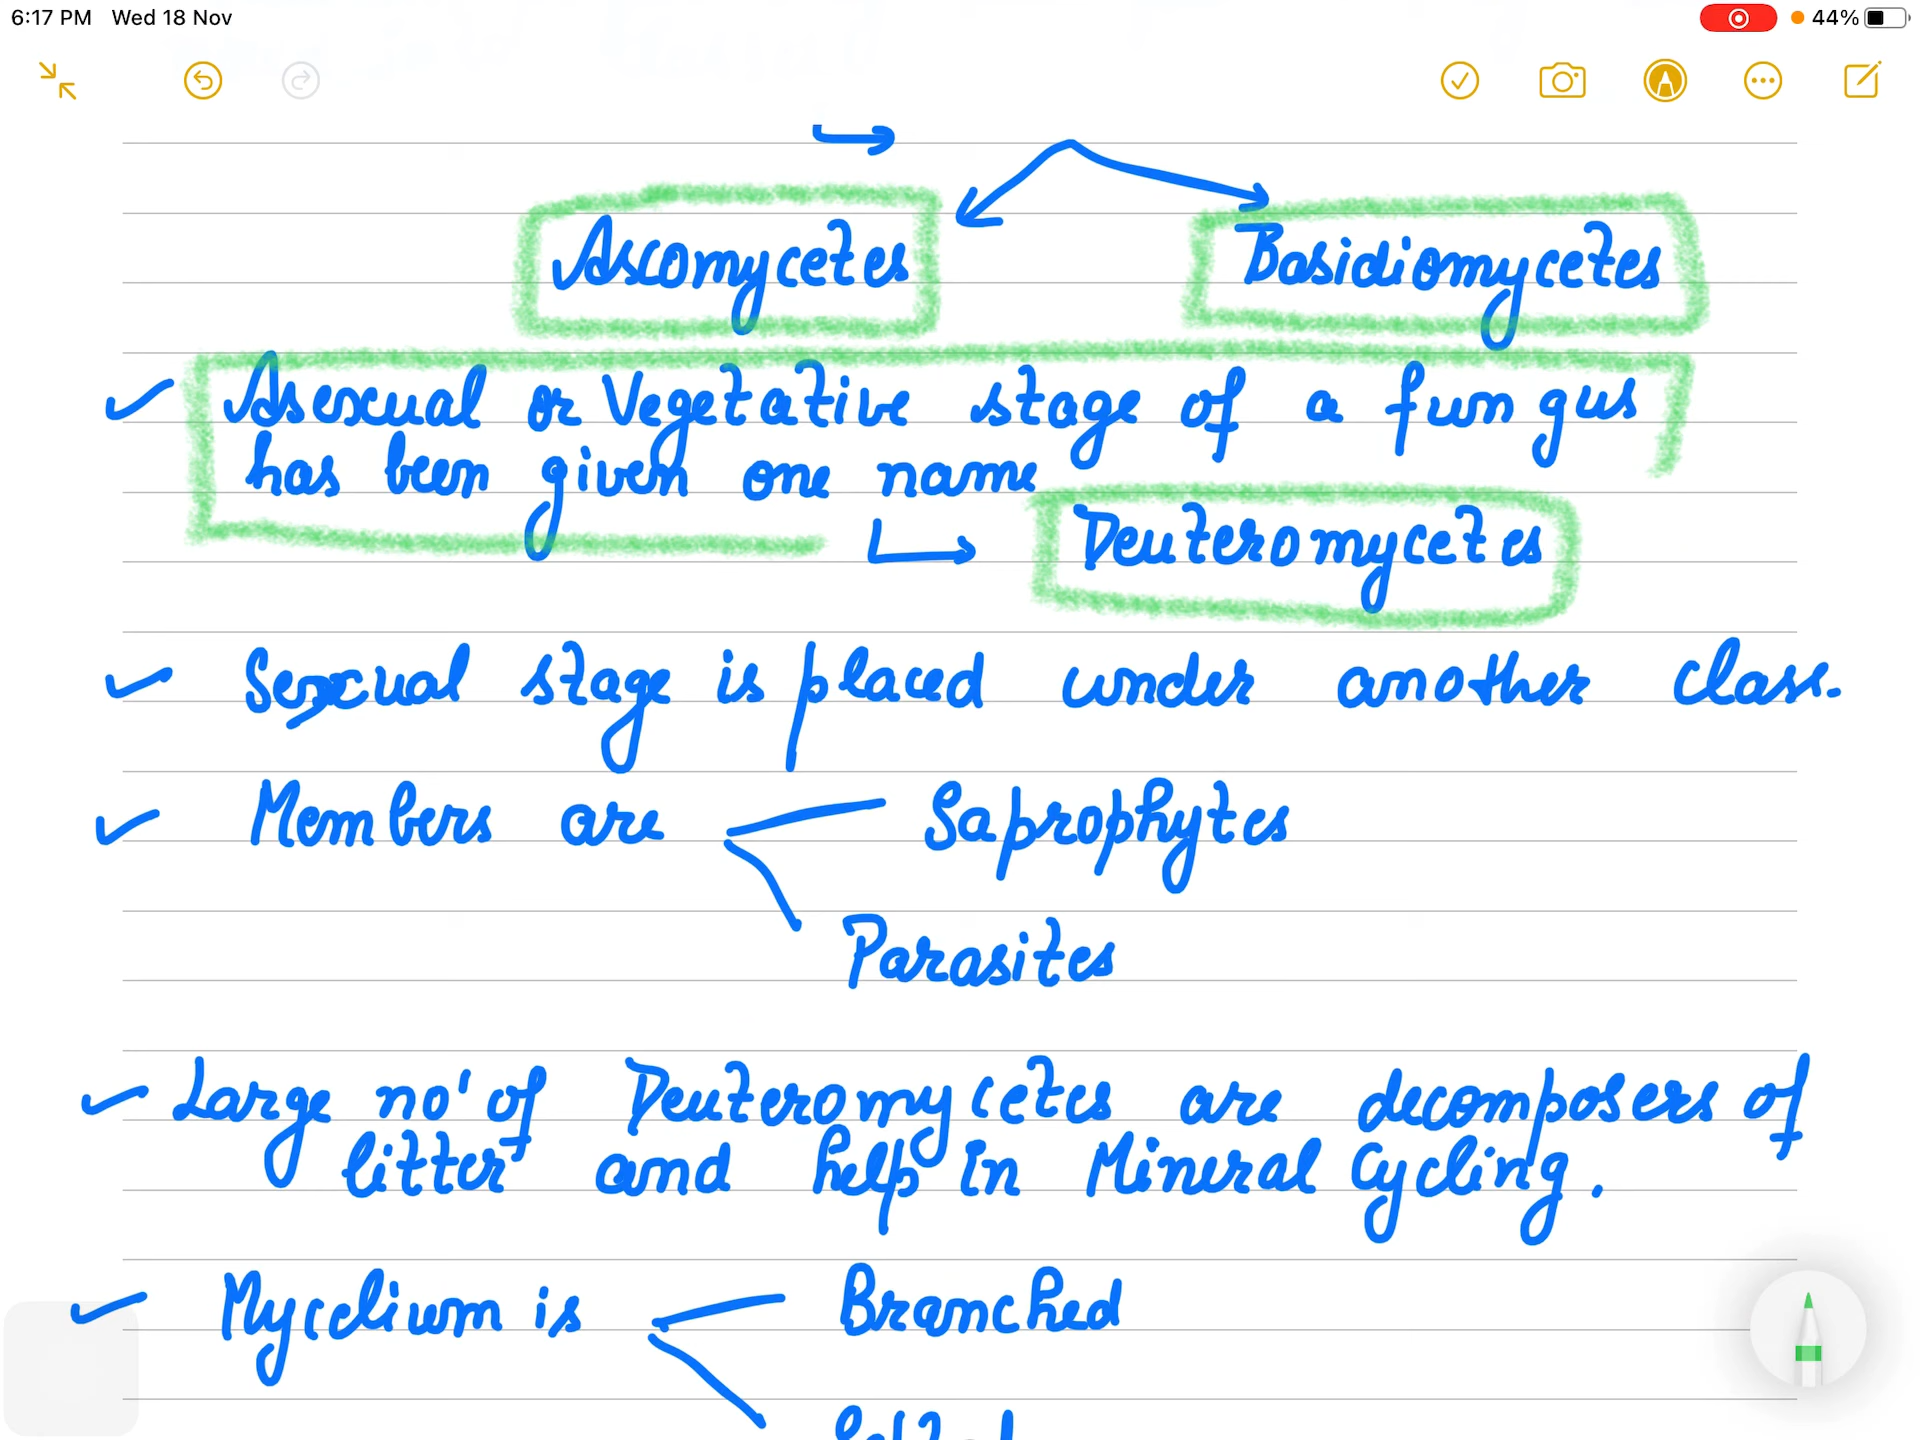 6:17 PM Wed 18 Nov 44%
Ascomycetes Basidiomycetes
Asexual or Vegetative stage of a fungus
has been given one name
Deuteromycetes
Sexual stage is placed under another class.
Members are Saprophytes
Parasites
Large no' of Deuteromycetes are decomposers of
litter and help in Mineral Cycling.
Mycelium is Branched